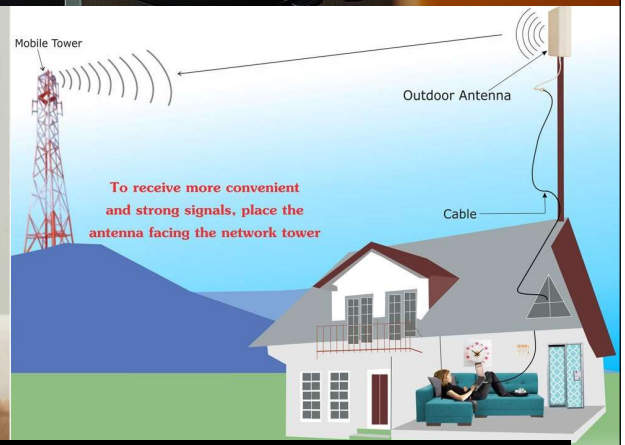 Mobile Tower
Outdoor Antenna
To receive more convenient
and strong signals, place the
antenna facing the network tower
Cable